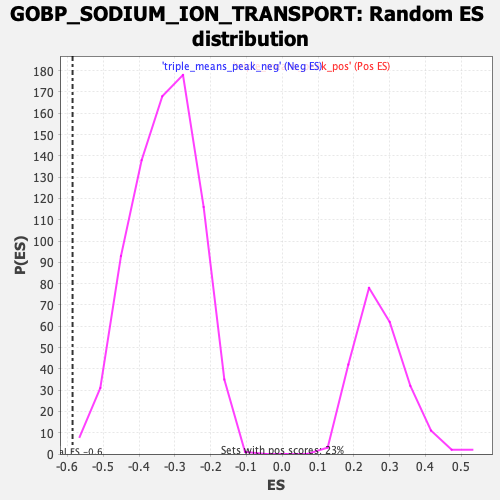 GOBP_SODIUM_ION_TRANSPORT: Random ES
distribution
'triple_means_peak_neg' (Neg ES)
k_pos' (Pos ES)
180
170
160
150
140
130
120
110
100
90
80
70
60
50
40
30
20
10
0
P(ES)
al ES -0.6
Sets with pos scores: 23%
-0.6 -0.5 -0.4 -0.3 -0.2 -0.1 0.0 0.1 0.2 0.3 0.4 0.5
ES